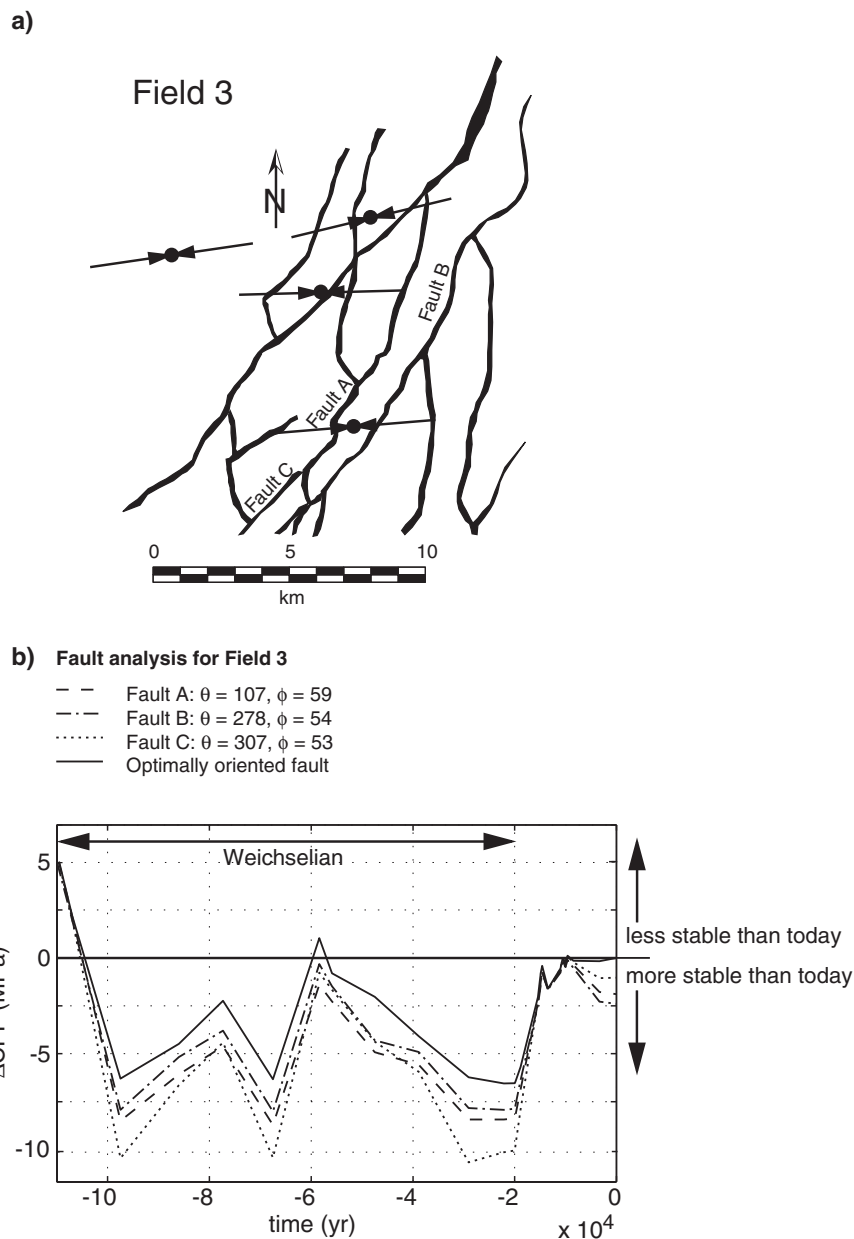 a)
Field 3
N
Fault B
Fault A
Fault C
0 5 10
km
b) Fault analysis for Field 3
Fault A: θ = 107, ϕ = 59
Fault B: θ = 278, ϕ = 54
Fault C: θ = 307, ϕ = 53
Optimally oriented fault
Weichselian
5
0
-5
-10
(MPa)
less stable than today
more stable than today
-10 -8 -6 -4 -2 0
time (yr)
x 10⁴